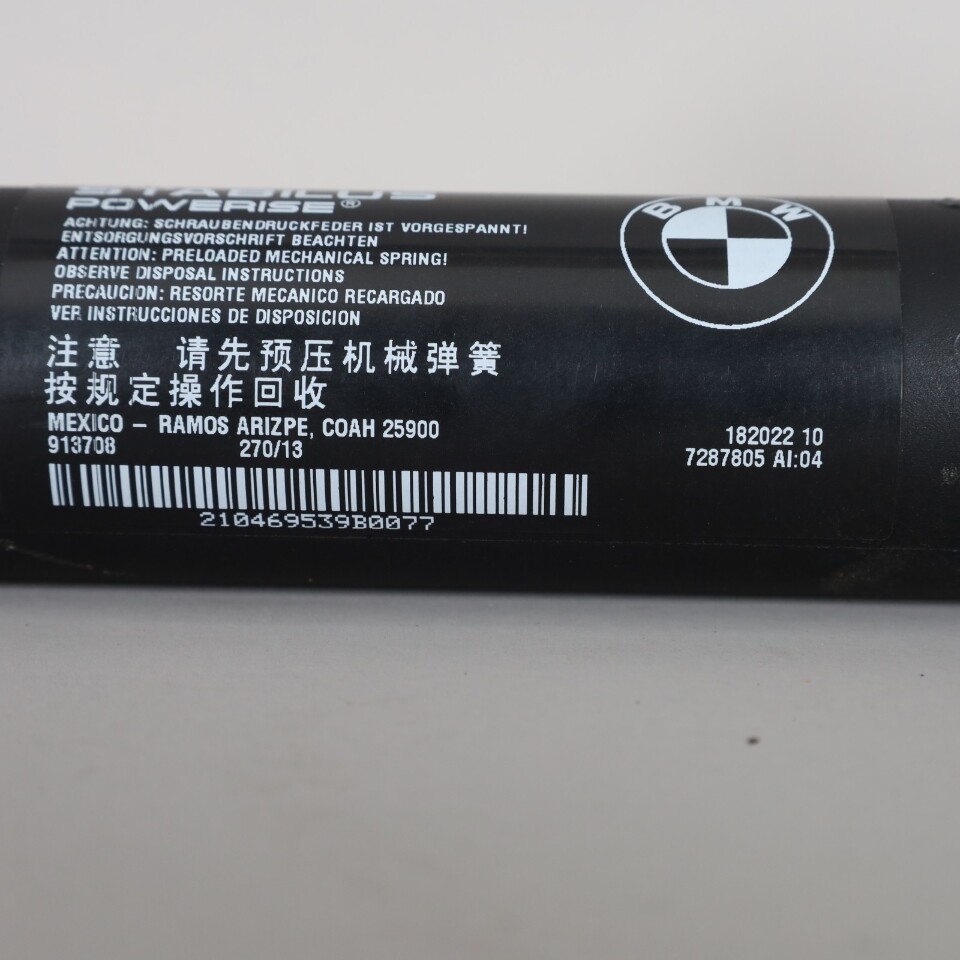 STABILUS
POWERISE®
ACHTUNG: SCHRAUBENDRUCKFEDER IST VORGESPANNT!
ENTSORGUNGSVORSCHRIFT BEACHTEN
ATTENTION: PRELOADED MECHANICAL SPRING!
OBSERVE DISPOSAL INSTRUCTIONS
PRECAUCION: RESORTE MECANICO RECARGADO
VER INSTRUCCIONES DE DISPOSICION
注意 请先预压机械弹簧
按规定操作回收
MEXICO – RAMOS ARIZPE, COAH 25900
913708 270/13
210469539B0077
BMW
182022 10
7287805 AI:04